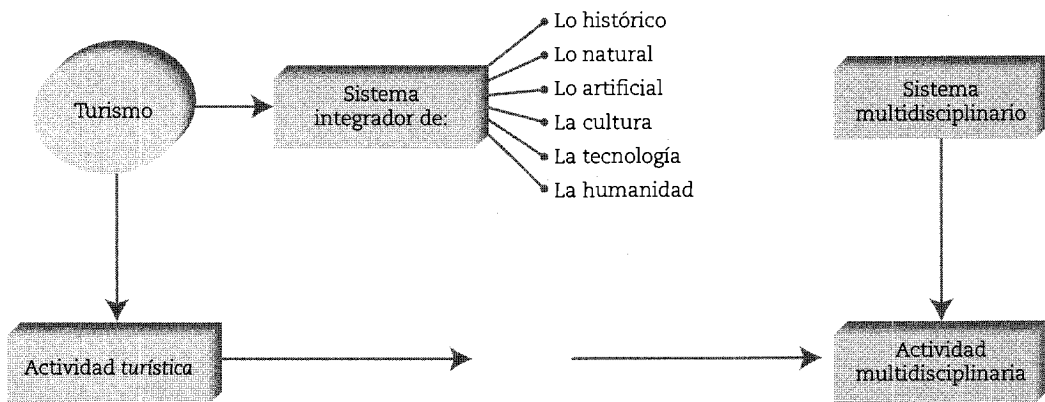 Turismo
Sistema
integrador de:
Lo histórico
Lo natural
Lo artificial
La cultura
La tecnología
La humanidad
Sistema
multidisciplinario
Actividad turística
Actividad
multidisciplinaria